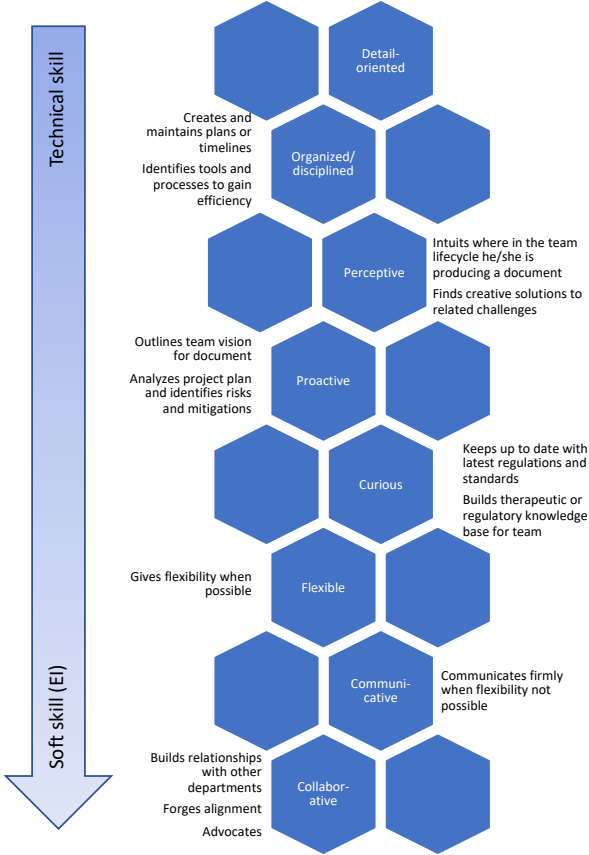 Technical skill
Detail-
oriented
Creates and
maintains plans or
timelines
Identifies tools and
processes to gain
efficiency
Organized/
disciplined
Perceptive
Intuits where in the team
lifecycle he/she is
producing a document
Finds creative solutions to
related challenges
Outlines team vision
for document
Analyzes project plan
and identifies risks
and mitigations
Proactive
Curious
Keeps up to date with
latest regulations and
standards
Builds therapeutic or
regulatory knowledge
base for team
Gives flexibility when
possible
Flexible
Soft skill (EI)
Communi-
cative
Communicates firmly
when flexibility not
possible
Builds relationships
with other
departments
Forges alignment
Advocates
Collabor-
ative